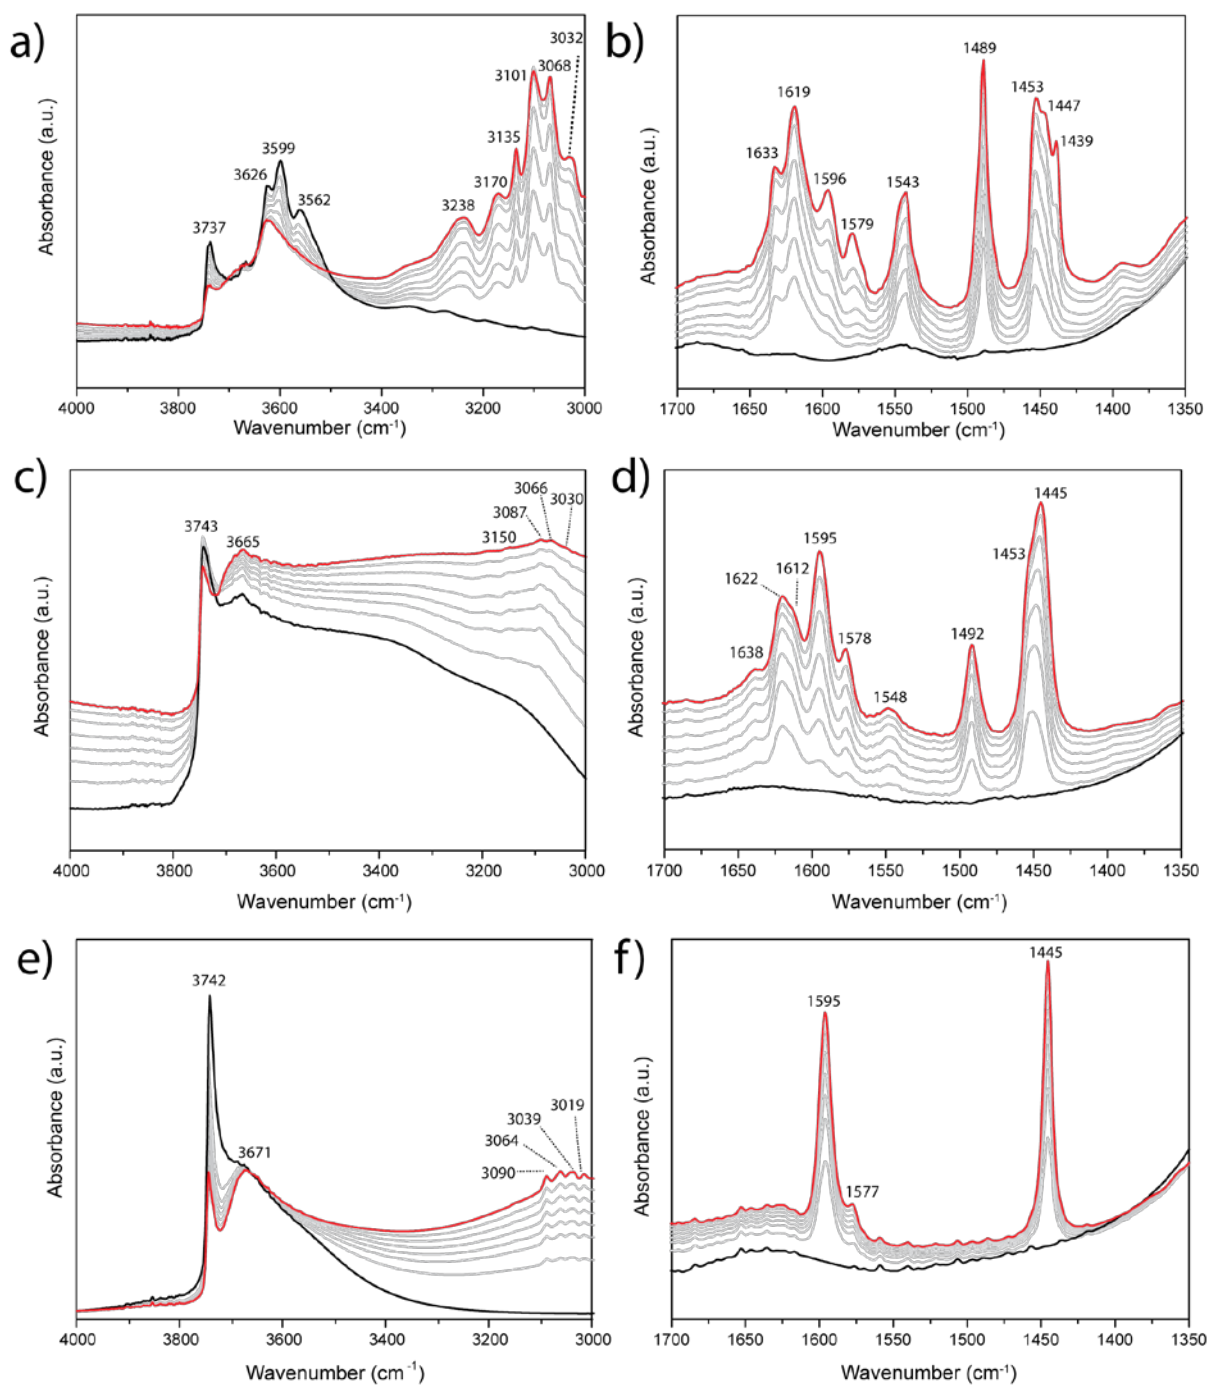 a)
Absorbance (a.u.)
3737
3626
3599
3562
3238
3170
3135
3101
3068
3032
4000 3800 3600 3400 3200 3000
Wavenumber (cm-1)
b)
Absorbance (a.u.)
1633
1619
1596
1579
1543
1489
1453
1447
1439
1700 1650 1600 1550 1500 1450 1400 1350
Wavenumber (cm-1)
c)
Absorbance (a.u.)
3743
3665
3150
3087
3066
3030
4000 3800 3600 3400 3200 3000
Wavenumber (cm-1)
d)
Absorbance (a.u.)
1638
1622
1612
1595
1578
1548
1492
1453
1445
1700 1650 1600 1550 1500 1450 1400 1350
Wavenumber (cm-1)
e)
Absorbance (a.u.)
3742
3671
3090
3064
3039
3019
4000 3800 3600 3400 3200 3000
Wavenumber (cm-1)
f)
Absorbance (a.u.)
1595
1577
1445
1700 1650 1600 1550 1500 1450 1400 1350
Wavenumber (cm-1)